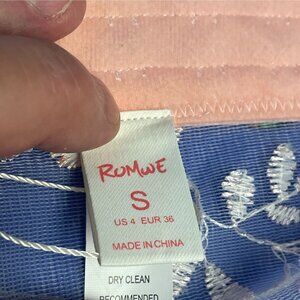 ROMWE
S
US 4 EUR 36
MADE IN CHINA
DRY CLEAN
RECOMMENDED